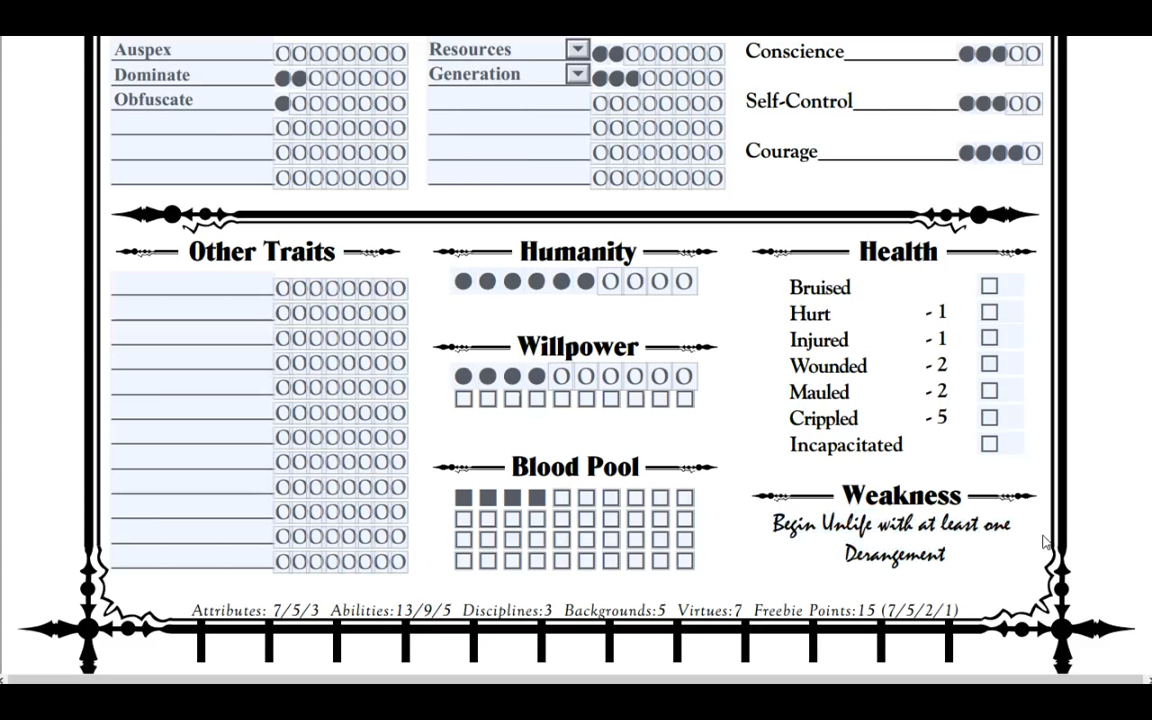 Auspex
Dominate
Obfuscate
Resources
Generation
Conscience
Self-Control
Courage
Other Traits
Humanity
Willpower
Blood Pool
Health
Bruised
Hurt - 1
Injured - 1
Wounded - 2
Mauled - 2
Crippled - 5
Incapacitated
Weakness
Begin Unlife with at least one
Derangement
Attributes: 7/5/3 Abilities:13/9/5 Disciplines:3 Backgrounds:5 Virtues:7 Freebie Points:15 (7/5/2/1)